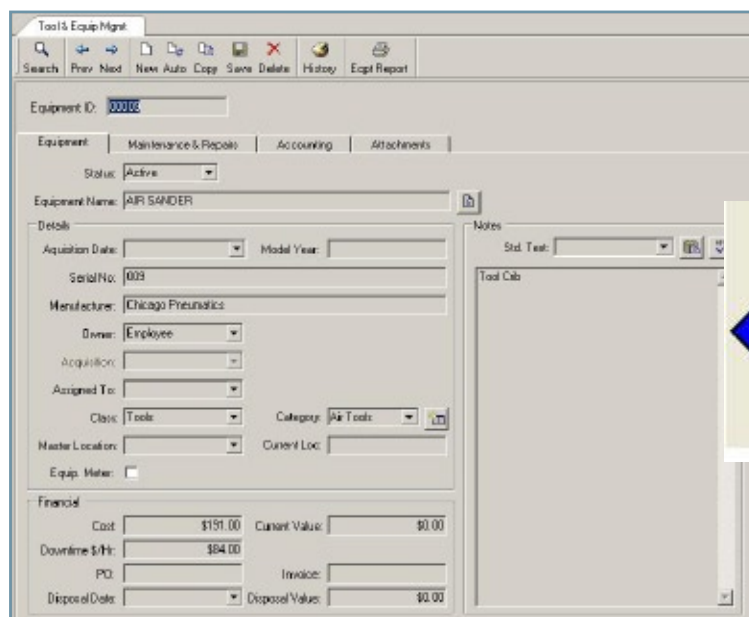 Tool & Equip Mgmt
Search Prev Next New Auto Copy Save Delete History Eqpt Report
Equipment ID: 00009
Equipment Maintenance & Repairs Accounting Attachments
Status: Active
Equipment Name: AIR SANDER
Details
Aquisition Date: Model Year:
Serial No: 009
Manufacturer: Chicago Pneumatics
Owner: Employee
Acquisition:
Assigned To:
Class: Tools Category: Air Tools
Master Location: Current Loc:
Equip. Meter:
Financial
Cost: $191.00 Current Value: $0.00
Downtime $/Hr: $84.00
PO: Invoice:
Disposal Date: Disposal Value: $0.00
Notes
Std. Text:
Tool Crib